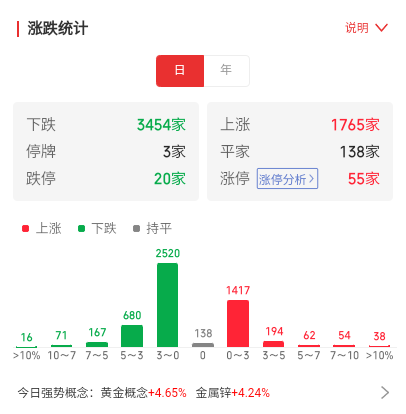 涨跌统计 说明
日 年
下跌 3454家 上涨 1765家
停牌 3家 平家 138家
跌停 20家 涨停 涨停分析 55家
上涨 下跌 持平
16 71 167 680 2520 138 1417 194 62 54 38
>10% 10～7 7～5 5～3 3～0 0 0～3 3～5 5～7 7～10 >10%
今日强势概念：黄金概念+4.65% 金属锌+4.24%